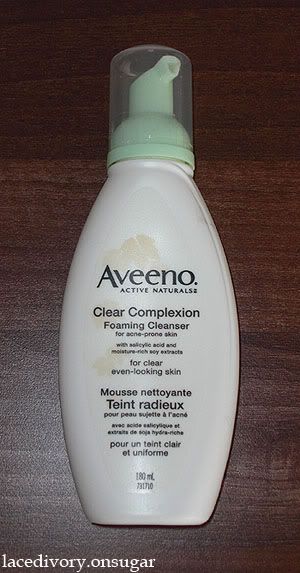 Aveeno.
ACTIVE NATURALS
Clear Complexion
Foaming Cleanser
for acne-prone skin
with salicylic acid and
moisture-rich soy extracts
for clear
even-looking skin
Mousse nettoyante
Teint radieux
pour peau sujette à l'acné
avec acide salicylique et
extraits de soja hydra-riche
pour un teint clair
et uniforme
180 mL
731710
lacedivory.onsugar